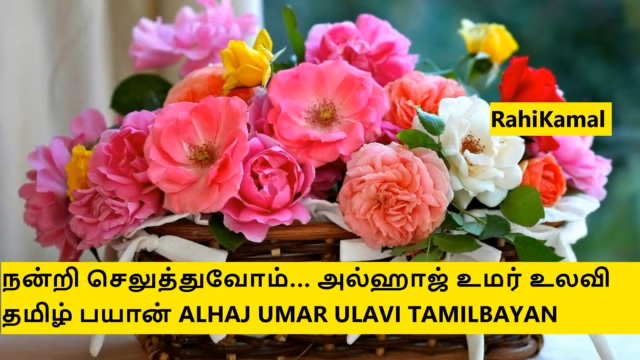 RahiKamal
நன்றி செலுத்துவோம்... அல்ஹாஜ் உமர் உலவி
தமிழ் பயான் ALHAJ UMAR ULAVI TAMILBAYAN